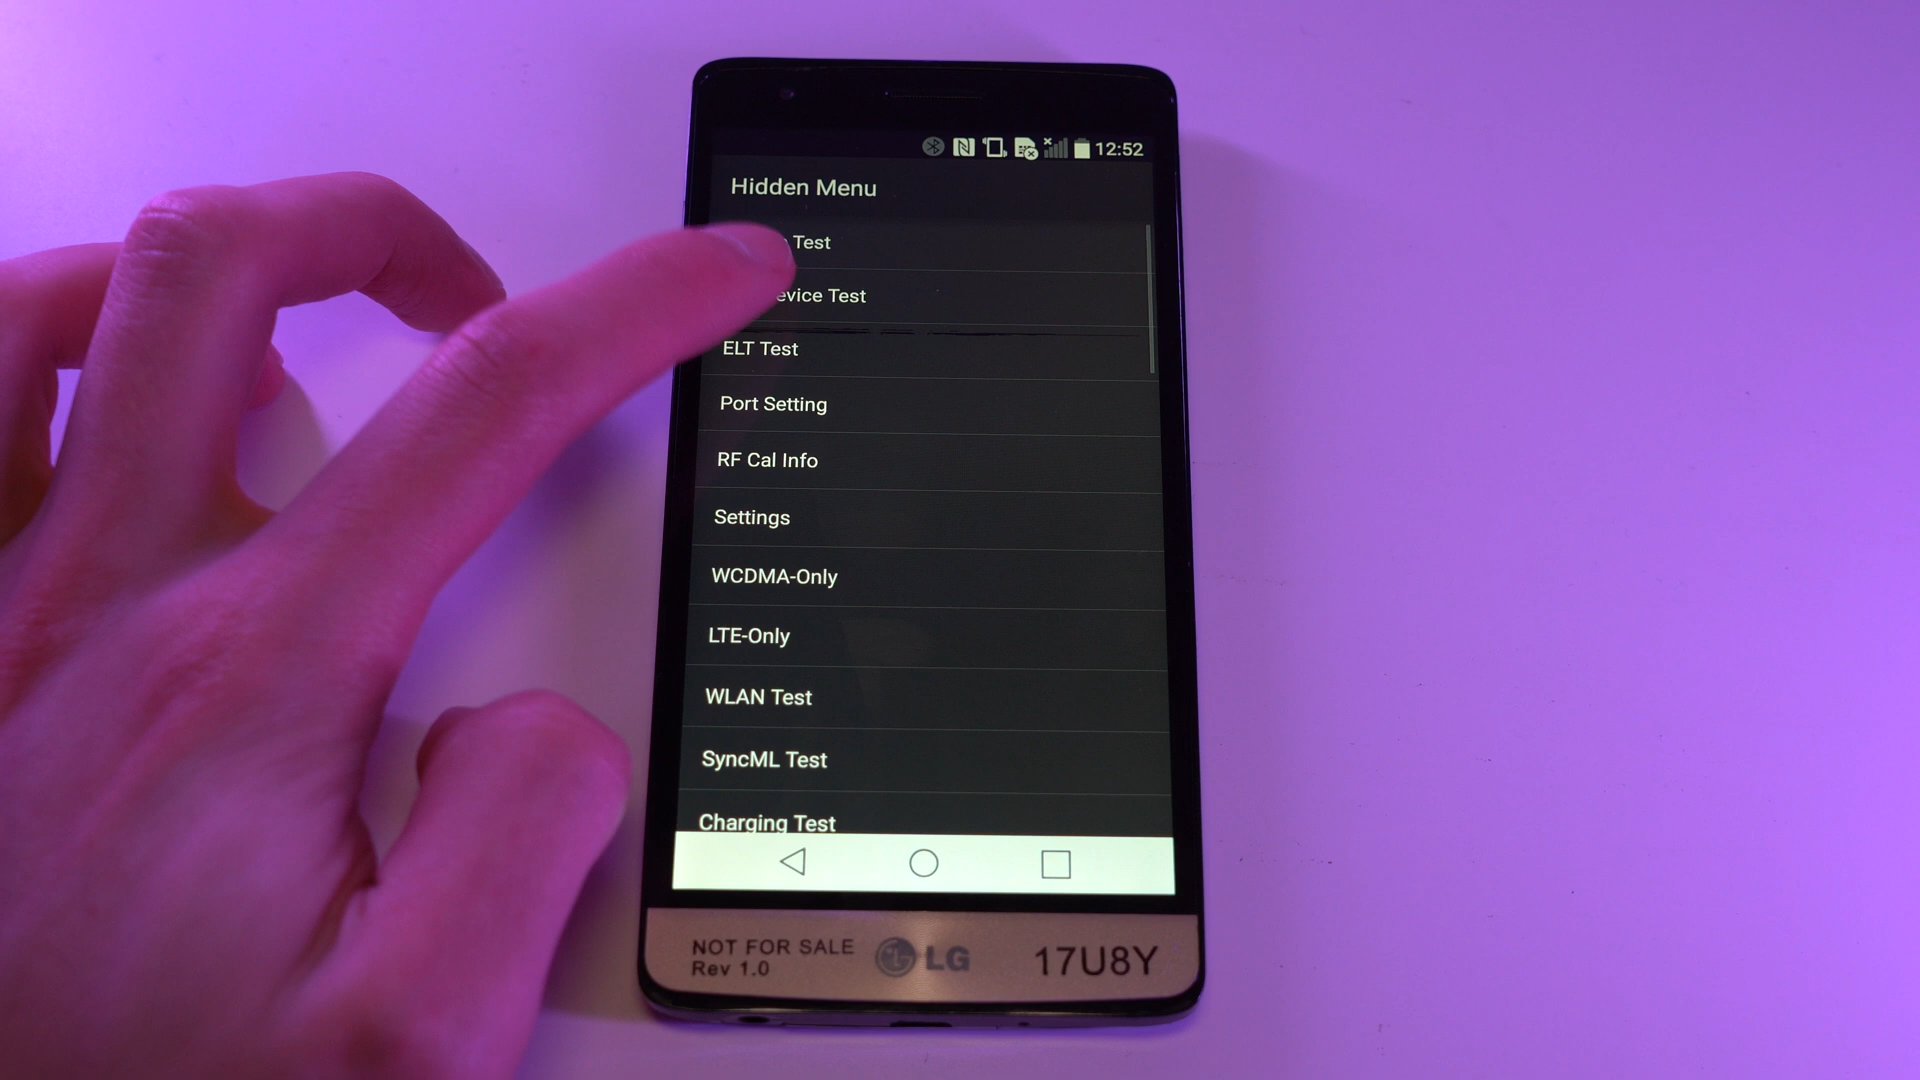 12:52
Hidden Menu
Test
Test
ELT Test
Port Setting
RF Cal Info
Settings
WCDMA-Only
LTE-Only
WLAN Test
SyncML Test
Charging Test
NOT FOR SALE
Rev 1.0
LG
17U8Y